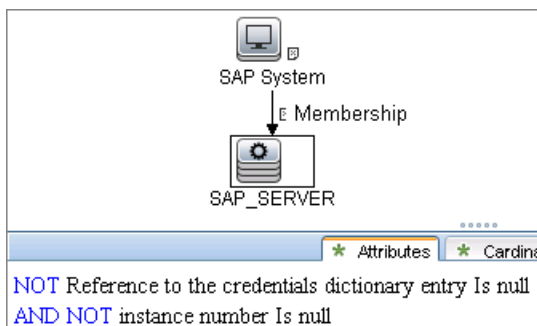 SAP System
Membership
SAP_SERVER
Attributes
NOT Reference to the credentials dictionary entry Is null
AND NOT instance number Is null